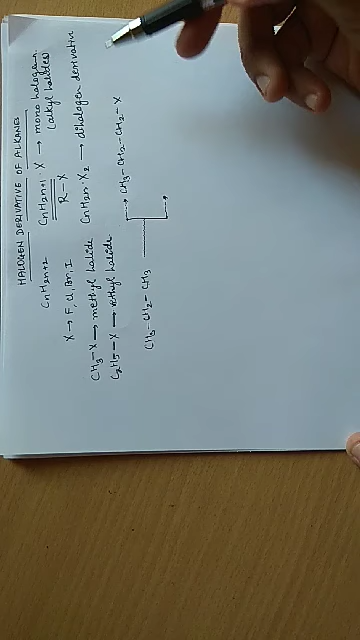 HALOGEN DERIVATIVE OF ALKANES
CnH2n+2 CnH2n+1·X → mono halogen
R-X (alkyl halides)
X → F, Cl, Br, I CnH2n·X2 → dihalogen derivative
CH3-X → methyl halide
C2H5-X → ethyl halide
CH3-CH2-CH3 → CH3-CH2-CH2-X